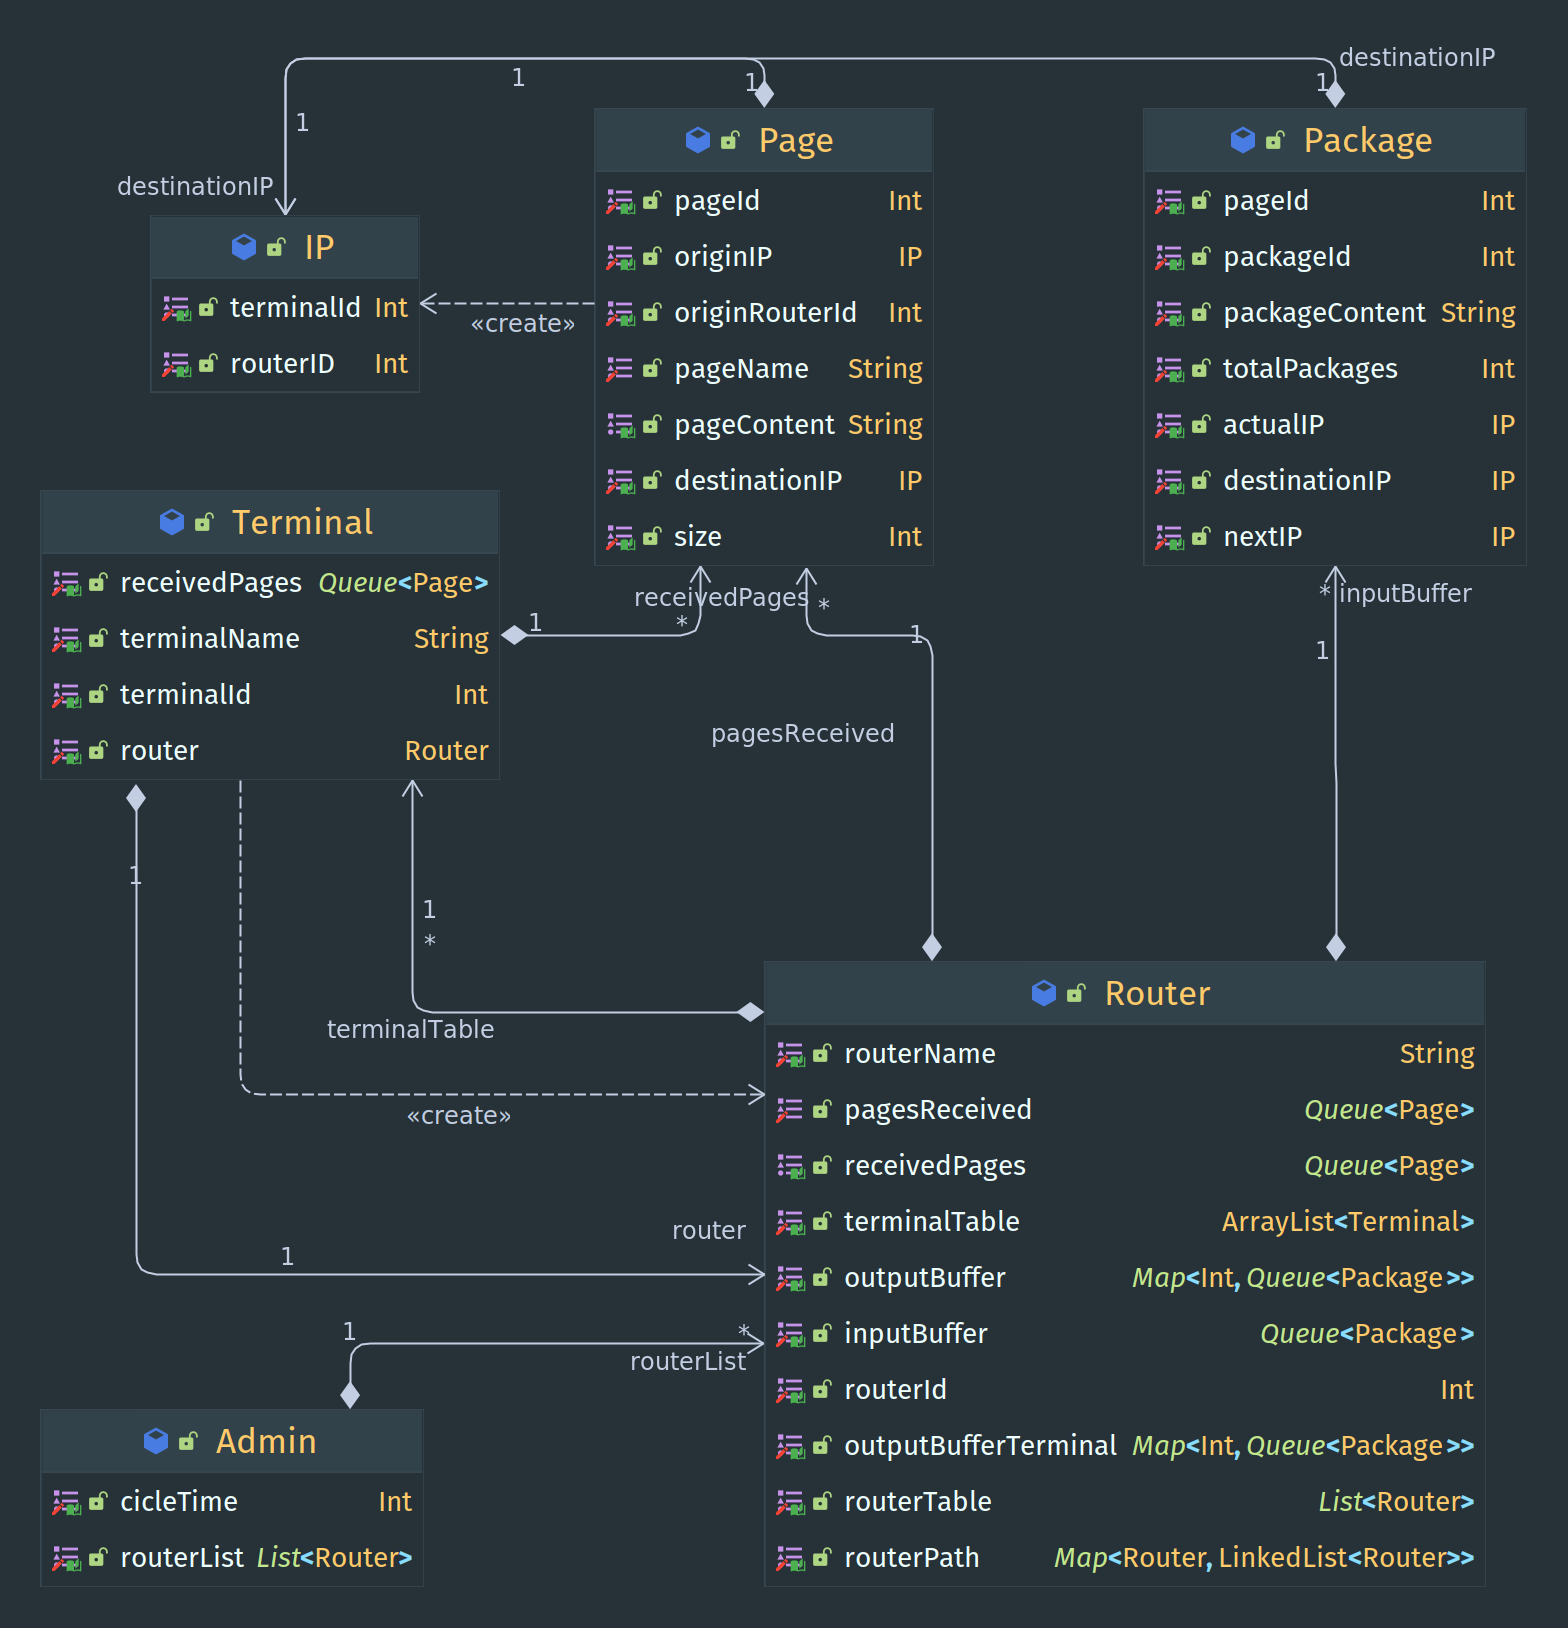 destinationIP
1
1
1
1
destinationIP
Page
pageId Int
originIP IP
originRouterId Int
pageName String
pageContent String
destinationIP IP
size Int
Package
pageId Int
packageId Int
packageContent String
totalPackages Int
actualIP IP
destinationIP IP
nextIP IP
IP
terminalId Int
routerID Int
«create»
Terminal
receivedPages Queue<Page>
terminalName String
terminalId Int
router Router
receivedPages
1
*
*
1
pagesReceived
* inputBuffer
1
1
1
*
terminalTable
«create»
router
1
1
*
routerList
Router
routerName String
pagesReceived Queue<Page>
receivedPages Queue<Page>
terminalTable ArrayList<Terminal>
outputBuffer Map<Int, Queue<Package>>
inputBuffer Queue<Package>
routerId Int
outputBufferTerminal Map<Int, Queue<Package>>
routerTable List<Router>
routerPath Map<Router, LinkedList<Router>>
Admin
cicleTime Int
routerList List<Router>